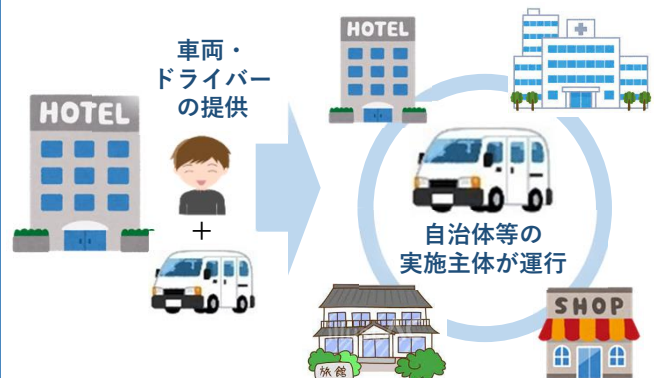 HOTEL
車両・
ドライバー
の提供
+
HOTEL
自治体等の
実施主体が運行
旅館
SHOP